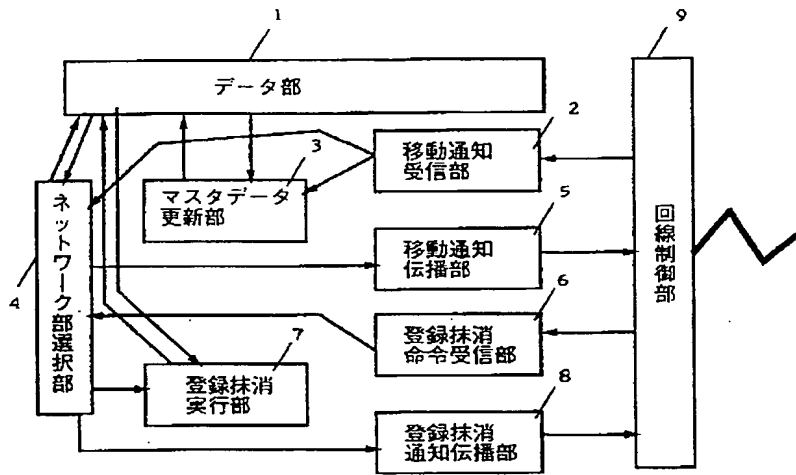 1
9
データ部
2
移動通知
受信部
3
マスタデータ
更新部
5
移動通知
伝播部
4
ネットワーク部選択部
回線制御部
6
登録抹消
命令受信部
7
登録抹消
実行部
8
登録抹消
通知伝播部